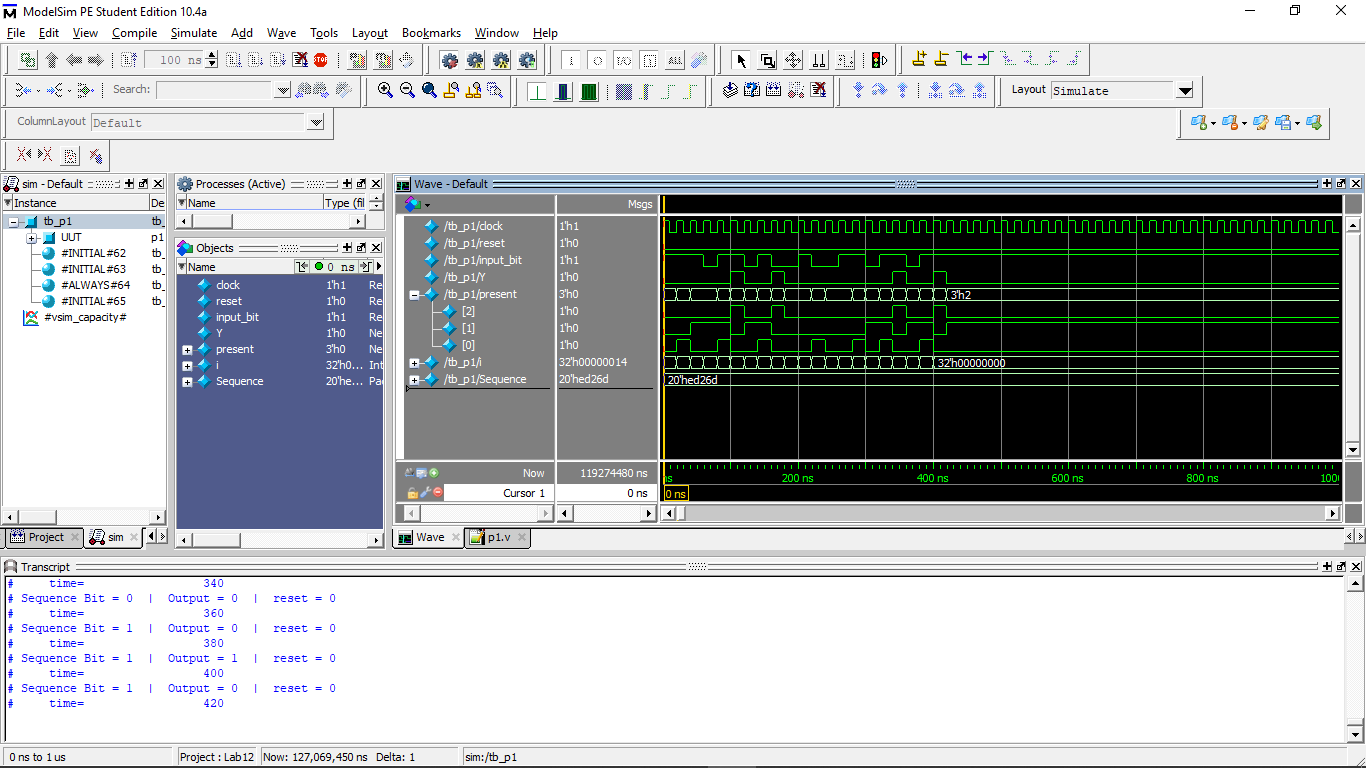 ModelSim PE Student Edition 10.4a
File Edit View Compile Simulate Add Wave Tools Layout Bookmarks Window Help
100 ns
Search:
Layout Simulate
ColumnLayout Default
sim - Default
Instance De
tb_p1 tb_
UUT p1
#INITIAL#62 tb_
#INITIAL#63 tb_
#ALWAYS#64 tb_
#INITIAL#65 tb_
#vsim_capacity#
Project sim
Processes (Active)
Name Type (fil
Objects
Name 0 ns
clock 1'h1 Re
reset 1'h0 Re
input_bit 1'h1 Re
Y 1'h0 Ne
present 3'h0 Ne
i 32'h0... Int
Sequence 20'he... Pa
Wave - Default
Msgs
/tb_p1/clock 1'h1
/tb_p1/reset 1'h0
/tb_p1/input_bit 1'h1
/tb_p1/Y 1'h0
/tb_p1/present 3'h0 3'h2
[2] 1'h0
[1] 1'h0
[0] 1'h0
/tb_p1/i 32'h00000014 32'h00000000
/tb_p1/Sequence 20'hed26d 20'hed26d
Now 119274480 ns ns 200 ns 400 ns 600 ns 800 ns 100
Cursor 1 0 ns 0 ns
Wave p1.v
Transcript
# time= 340
# Sequence Bit = 0 | Output = 0 | reset = 0
# time= 360
# Sequence Bit = 1 | Output = 0 | reset = 0
# time= 380
# Sequence Bit = 1 | Output = 1 | reset = 0
# time= 400
# Sequence Bit = 1 | Output = 0 | reset = 0
# time= 420
0 ns to 1 us Project : Lab12 Now: 127,069,450 ns Delta: 1 sim:/tb_p1